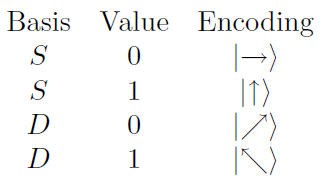 Basis Value Encoding
S 0 |→⟩
S 1 |↑⟩
D 0 |↗⟩
D 1 |↖⟩